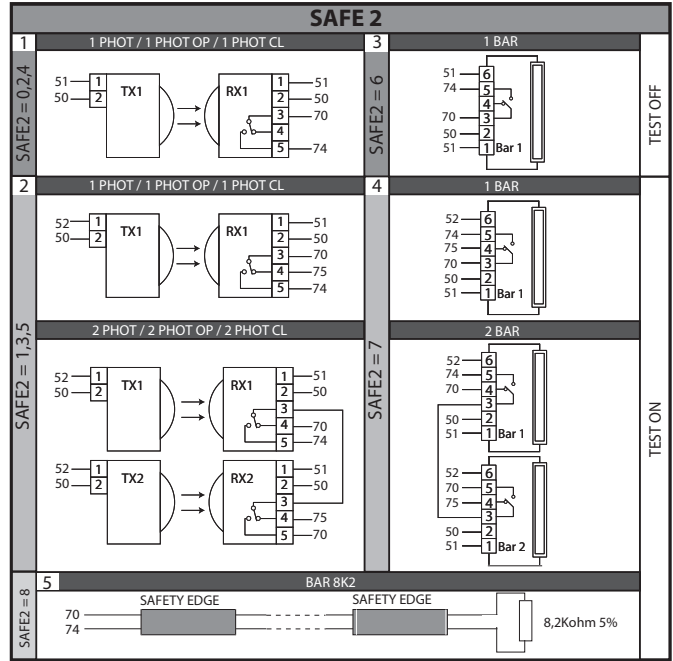 SAFE 2
1
1 PHOT / 1 PHOT OP / 1 PHOT CL
SAFE2 = 0,2,4
51 1
50 2
TX1
RX1
1 51
2 50
3 70
4
5 74
3
1 BAR
SAFE2 = 6
TEST OFF
51 6
74 5
4
70 3
50 2
51 1 Bar 1
2
1 PHOT / 1 PHOT OP / 1 PHOT CL
SAFE2 = 1,3,5
52 1
50 2
TX1
RX1
1 51
2 50
3 70
4 75
5 74
2 PHOT / 2 PHOT OP / 2 PHOT CL
52 1
50 2
TX1
RX1
1 51
2 50
3
4 70
5 74
52 1
50 2
TX2
RX2
1 51
2 50
3
4 75
5 70
4
1 BAR
SAFE2 = 7
TEST ON
52 6
74 5
75 4
70 3
50 2
51 1 Bar 1
2 BAR
52 6
74 5
70 4
3
50 2
51 1 Bar 1
52 6
70 5
75 4
3
50 2
51 1 Bar 2
5
BAR 8K2
SAFE2 = 8
70
74
SAFETY EDGE
SAFETY EDGE
8,2Kohm 5%